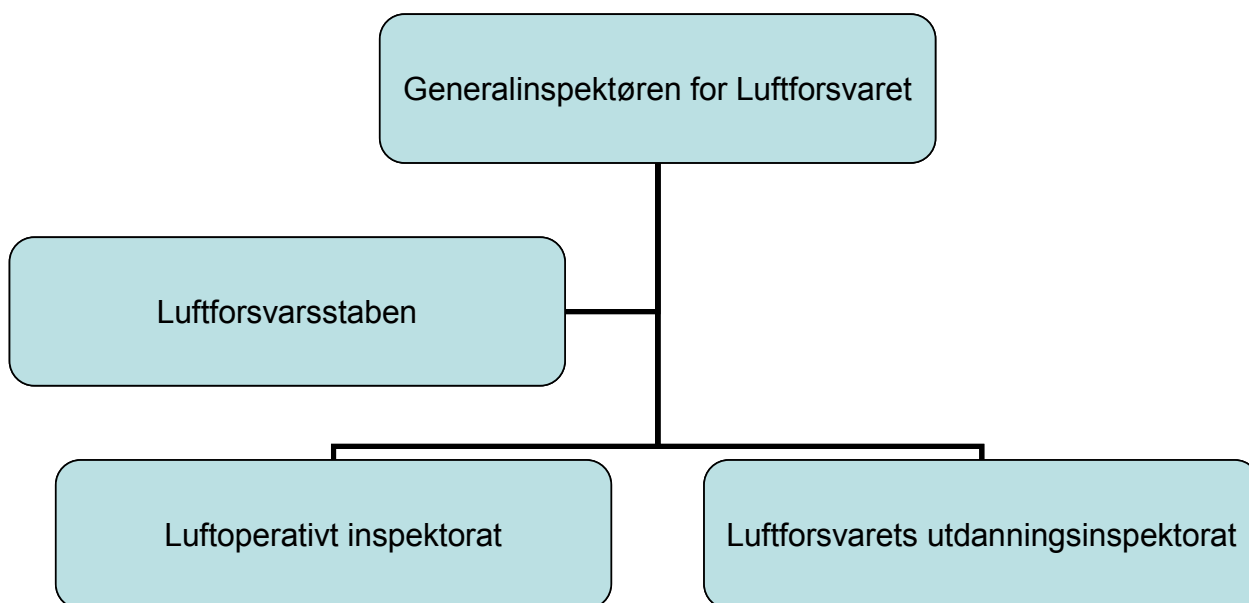 Generalinspektøren for Luftforsvaret
Luftforsvarsstaben
Luftoperativt inspektorat
Luftforsvarets utdanningsinspektorat